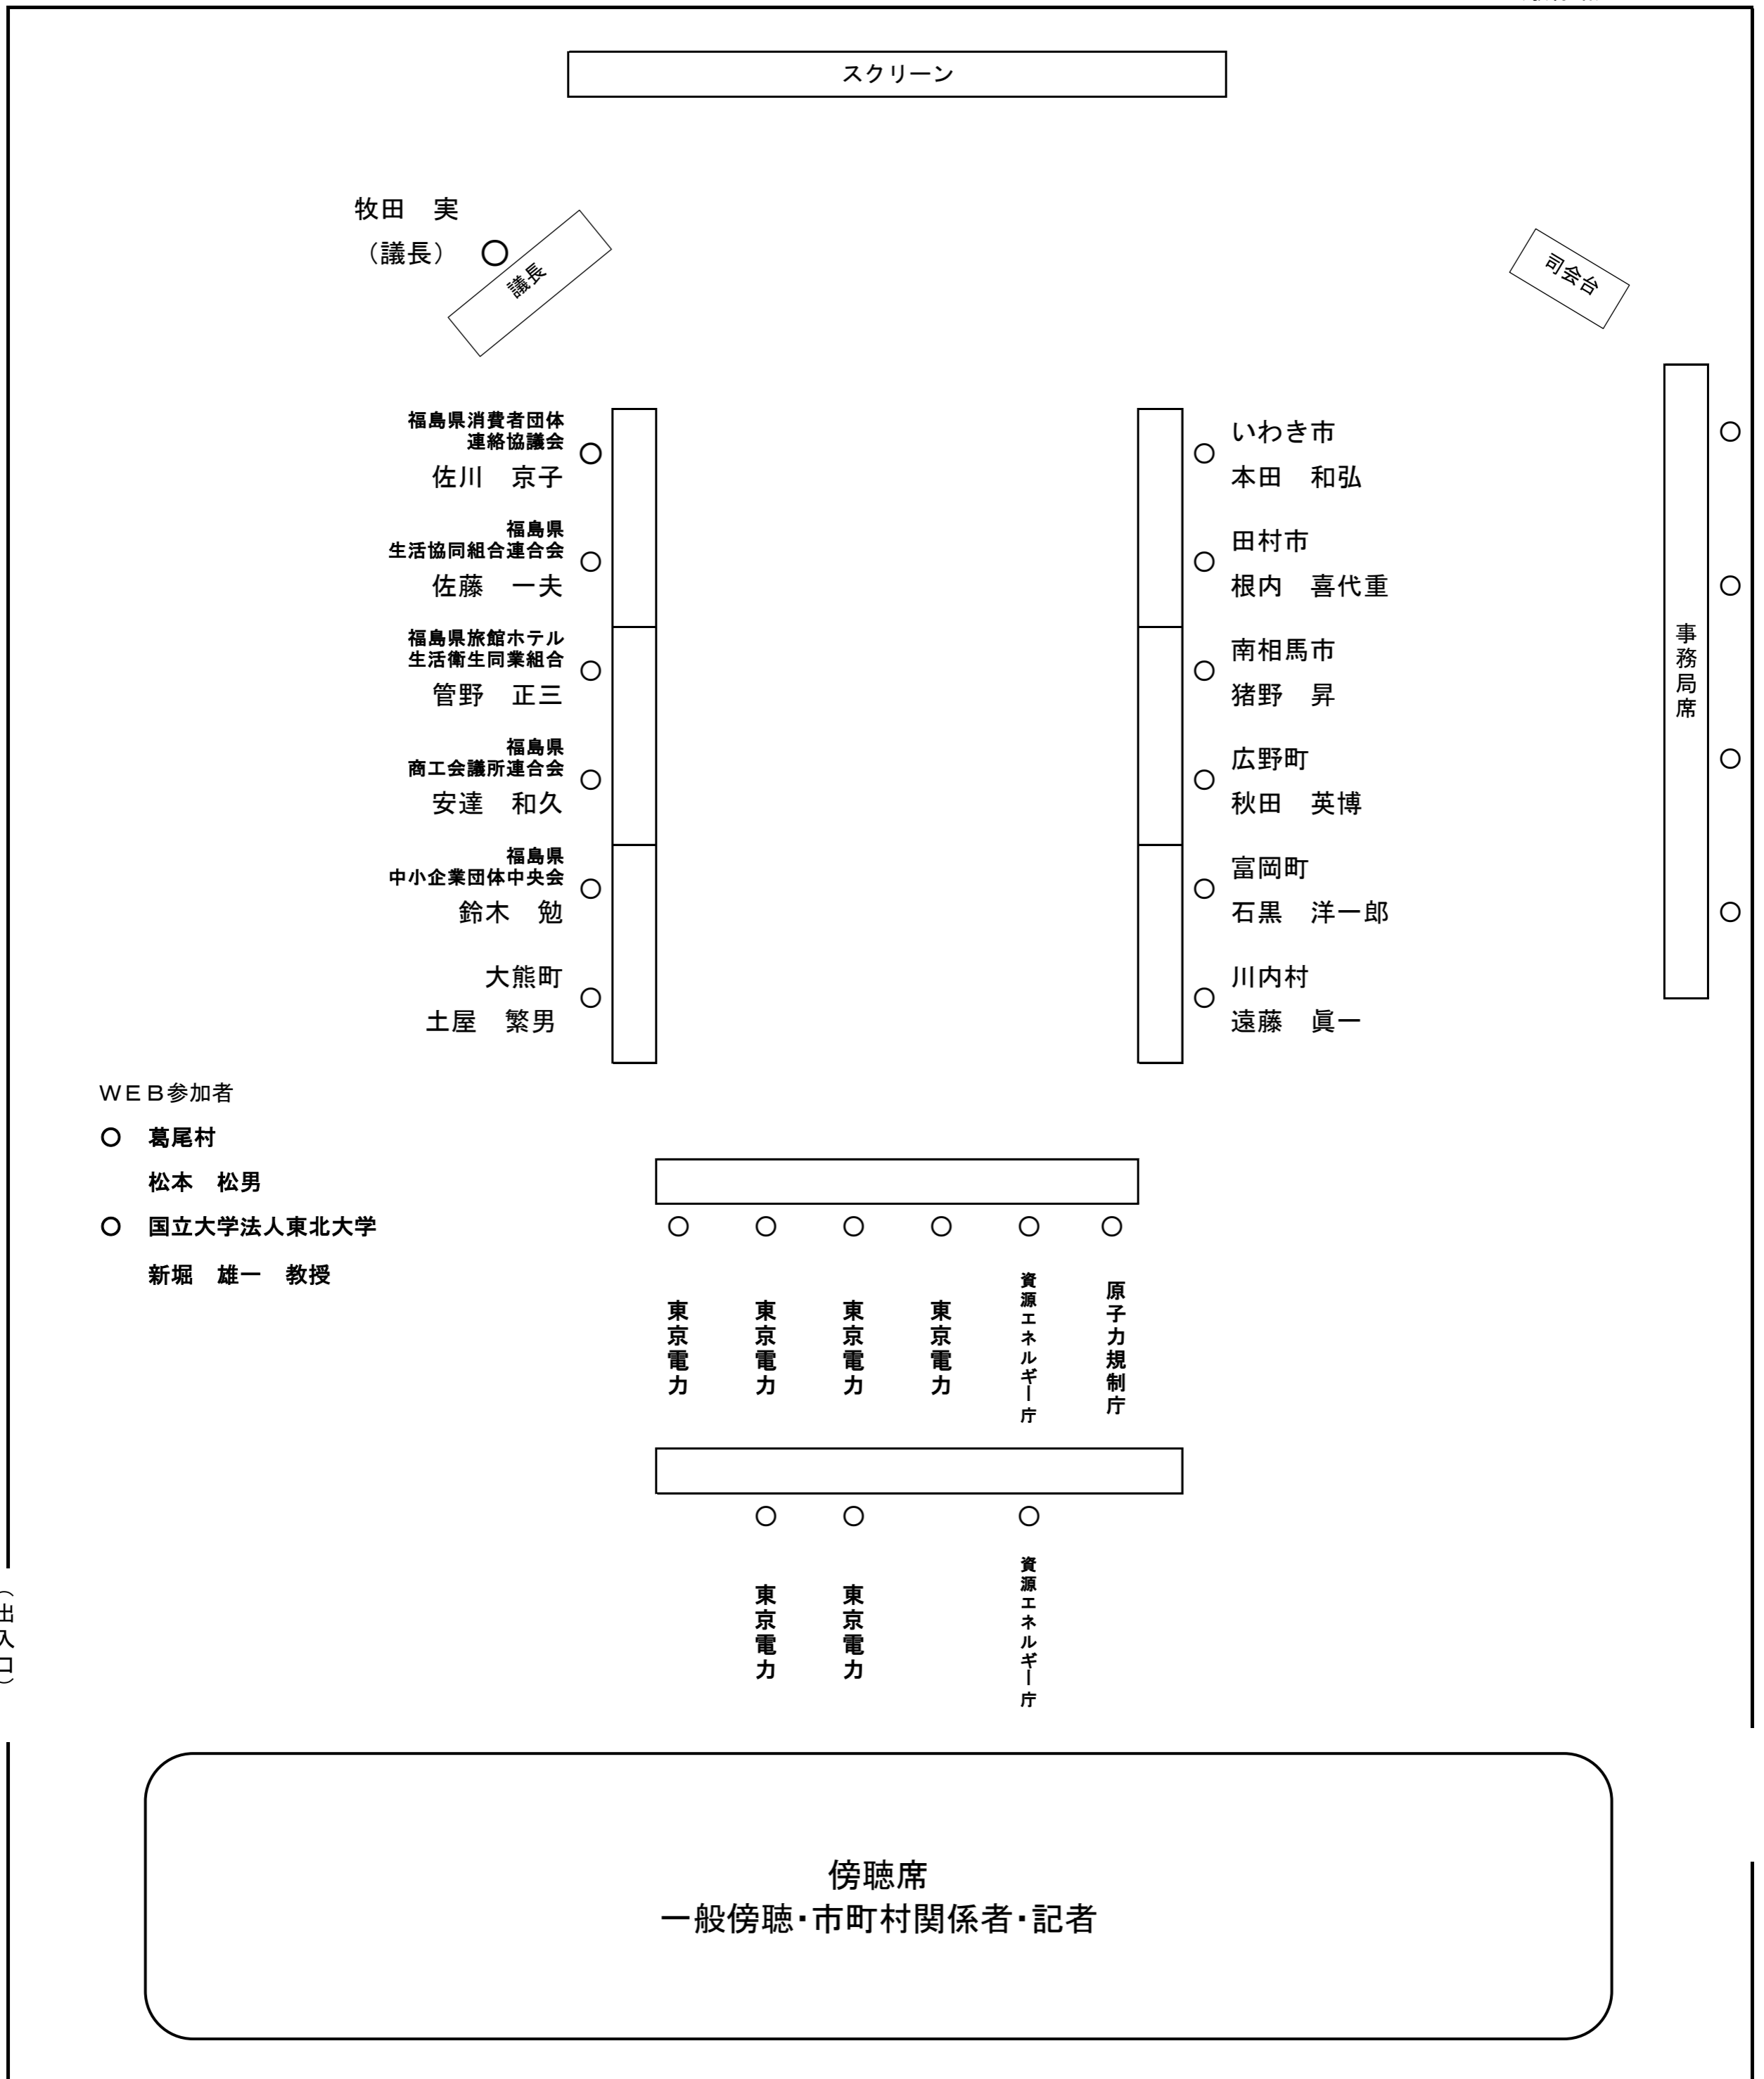 スクリーン
牧田　実
（議長）
議長
司会台
福島県消費者団体
連絡協議会
佐川　京子
福島県
生活協同組合連合会
佐藤　一夫
福島県旅館ホテル
生活衛生同業組合
管野　正三
福島県
商工会議所連合会
安達　和久
福島県
中小企業団体中央会
鈴木　勉
大熊町
土屋　繁男
いわき市
本田　和弘
田村市
根内　喜代重
南相馬市
猪野　昇
広野町
秋田　英博
富岡町
石黒　洋一郎
川内村
遠藤　眞一
事務局席
ＷＥＢ参加者
葛尾村
松本　松男
国立大学法人東北大学
新堀　雄一　教授
東京電力
東京電力
東京電力
東京電力
資源エネルギー庁
原子力規制庁
東京電力
東京電力
資源エネルギー庁
（出入口）
傍聴席
一般傍聴・市町村関係者・記者